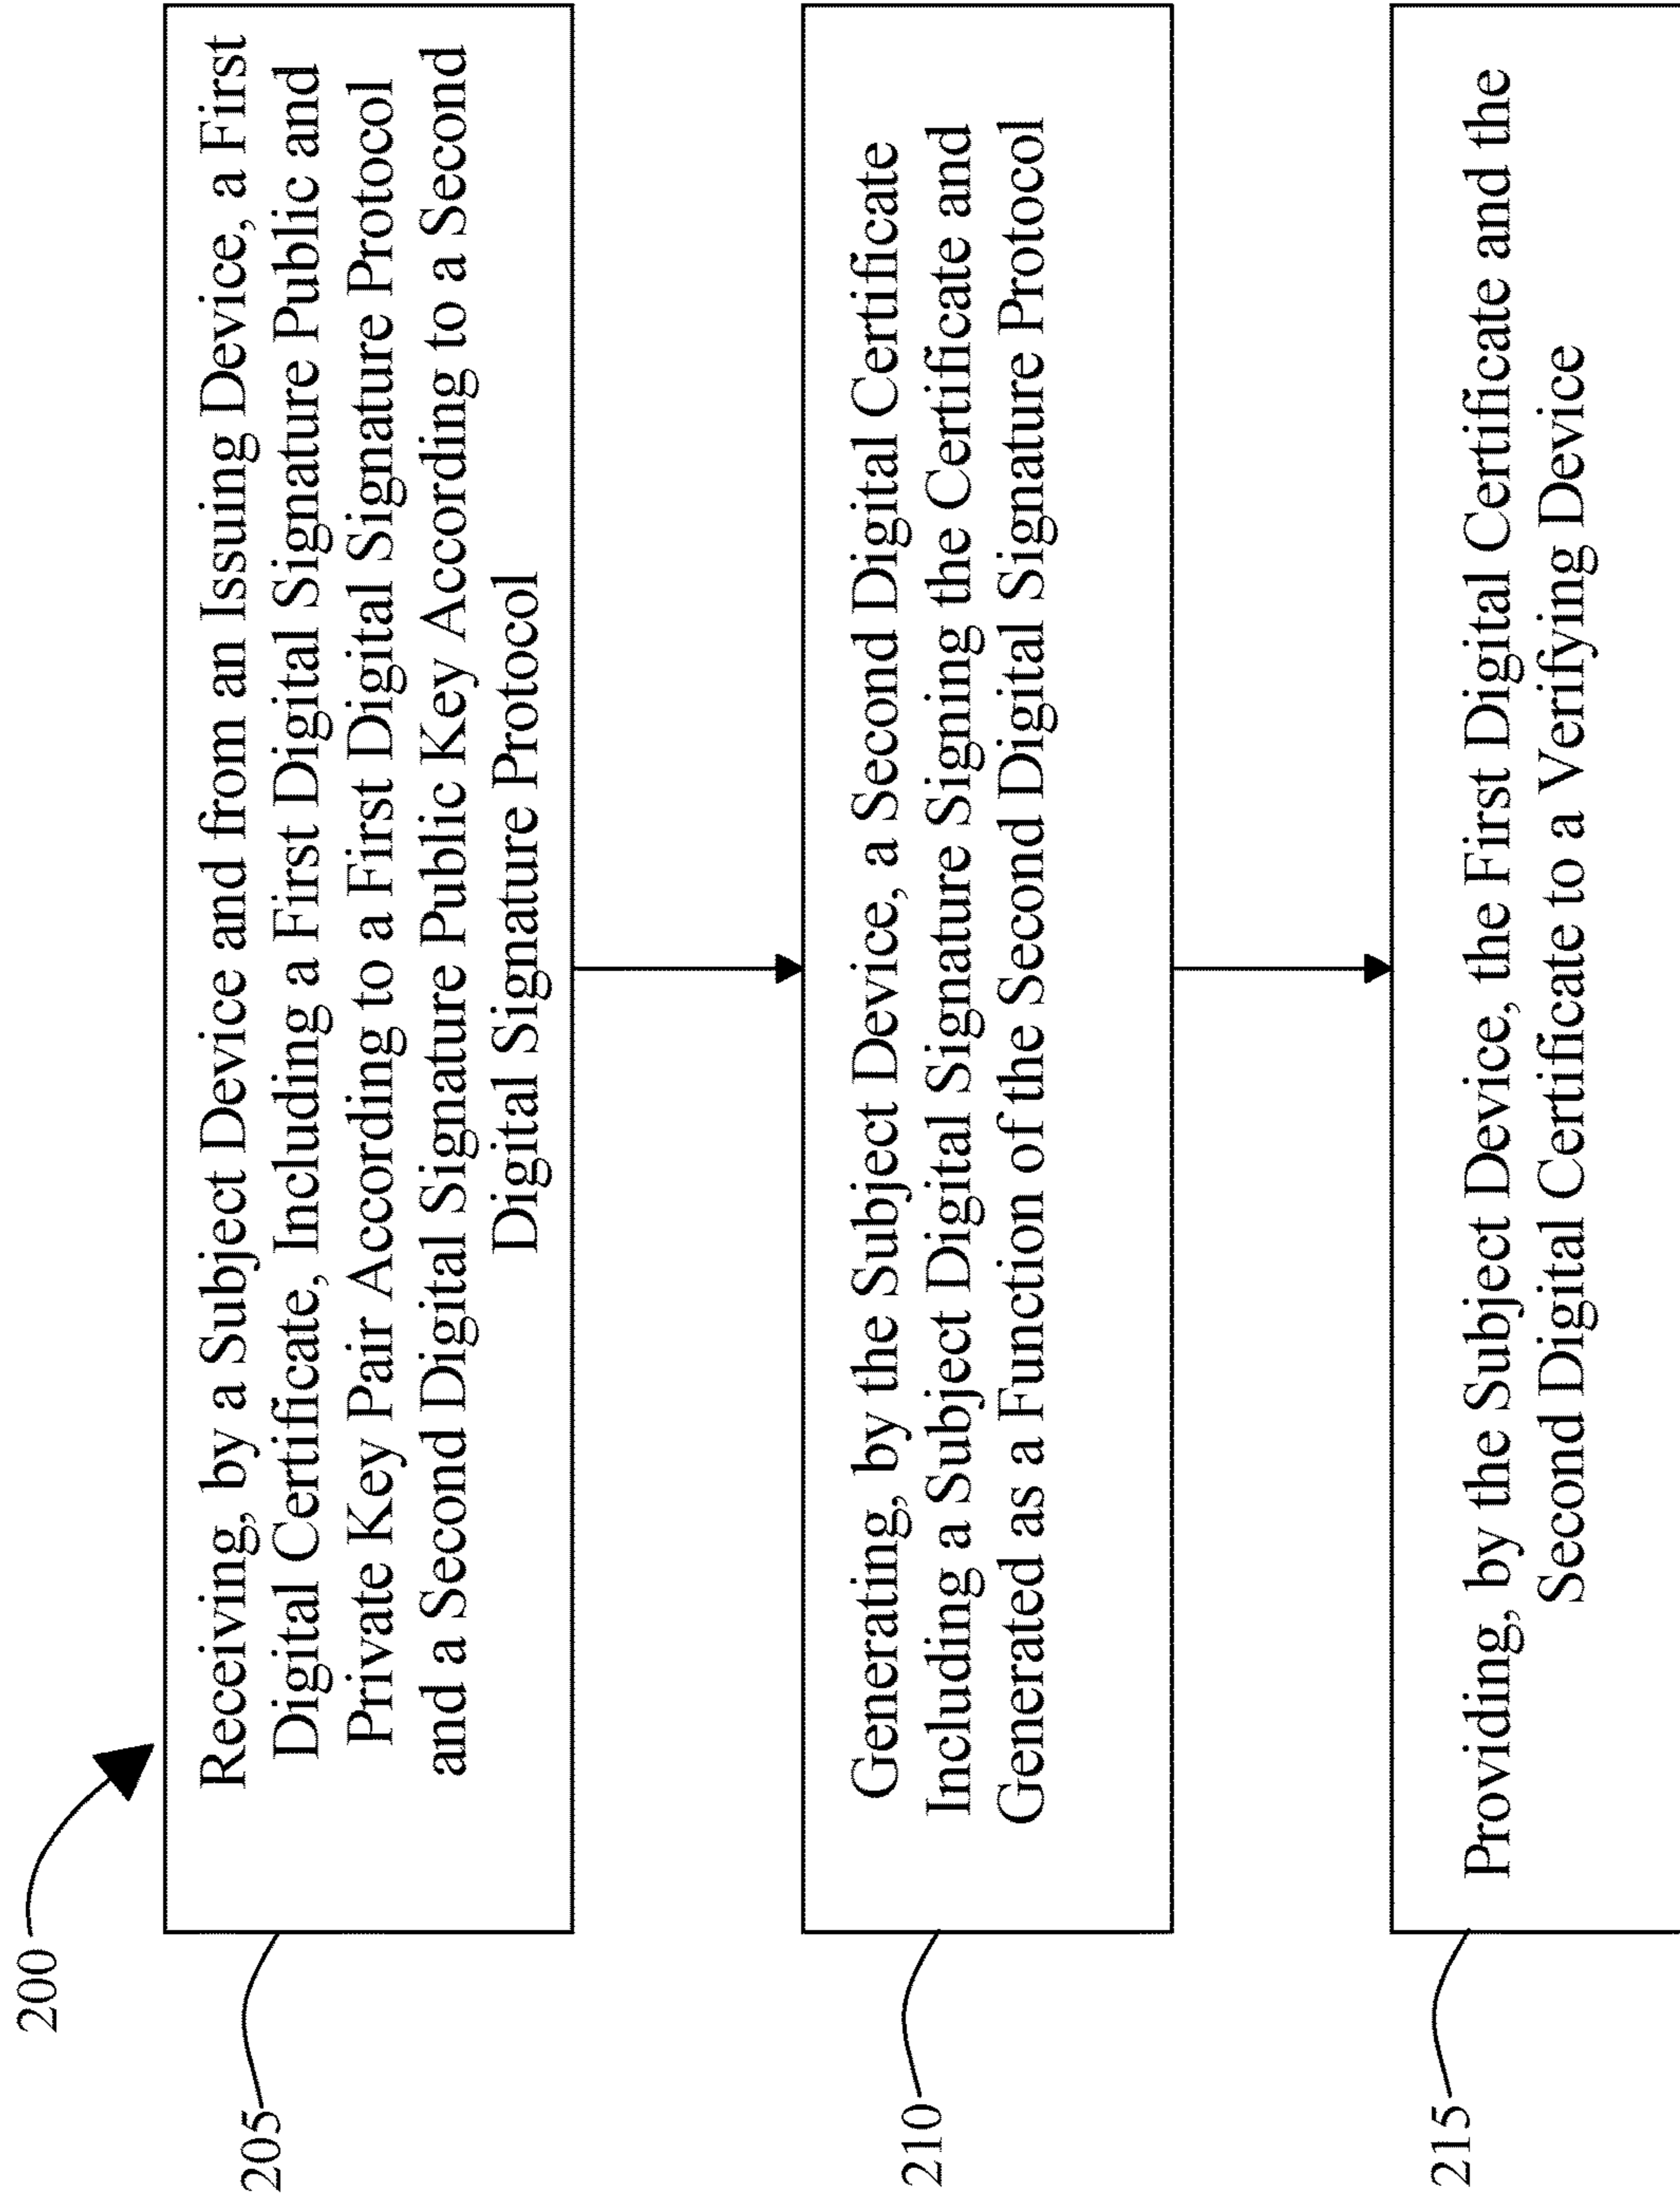 200
205
Receiving, by a Subject Device and from an Issuing Device, a First
Digital Certificate, Including a First Digital Signature Public and
Private Key Pair According to a First Digital Signature Protocol
and a Second Digital Signature Public Key According to a Second
Digital Signature Protocol
210
Generating, by the Subject Device, a Second Digital Certificate
Including a Subject Digital Signature Signing the Certificate and
Generated as a Function of the Second Digital Signature Protocol
215
Providing, by the Subject Device, the First Digital Certificate and the
Second Digital Certificate to a Verifying Device